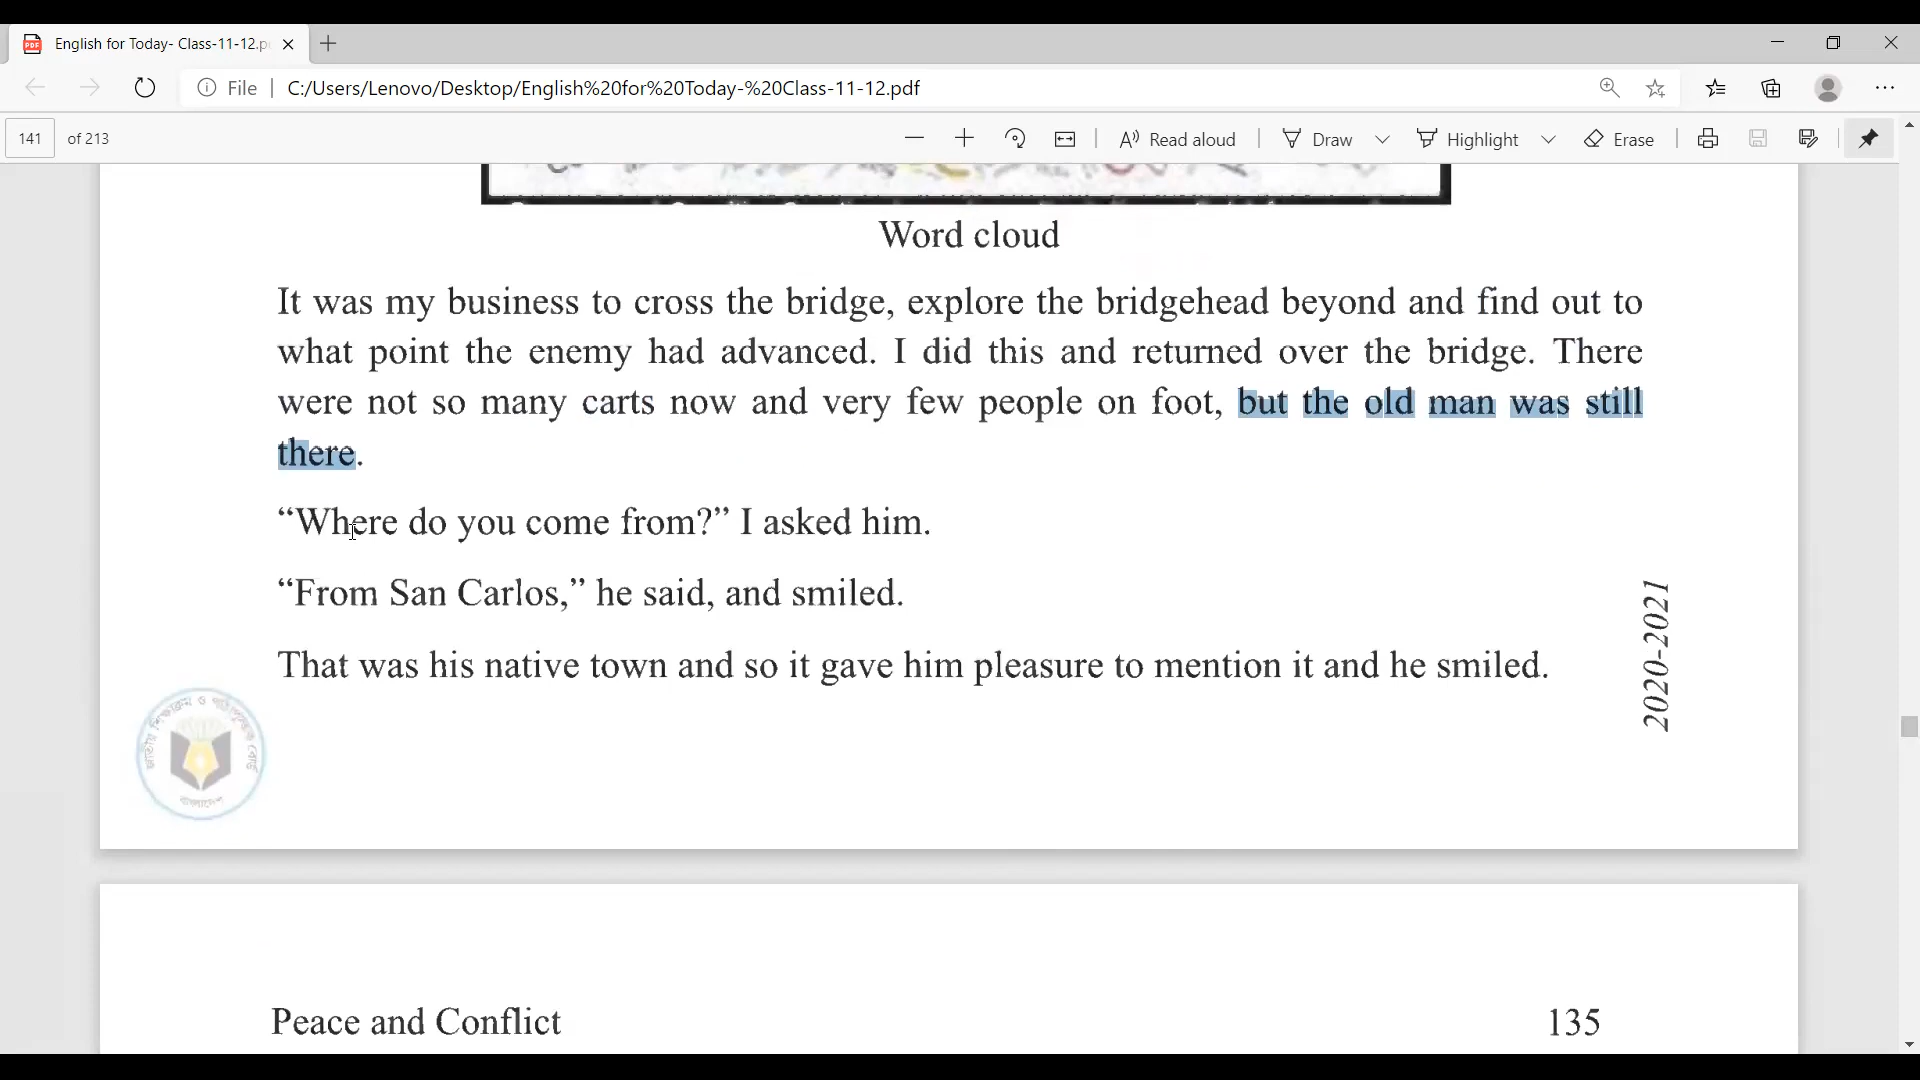 English for Today- Class-11-12.p
File
C:/Users/Lenovo/Desktop/English%20for%20Today-%20Class-11-12.pdf
141 of 213
Read aloud
Draw
Highlight
Erase
Word cloud
It was my business to cross the bridge, explore the bridgehead beyond and find out to
what point the enemy had advanced. I did this and returned over the bridge. There
were not so many carts now and very few people on foot, but the old man was still
there.
“Where do you come from?” I asked him.
“From San Carlos,” he said, and smiled.
That was his native town and so it gave him pleasure to mention it and he smiled.
2020-2021
বাংলাদেশ
Peace and Conflict 135